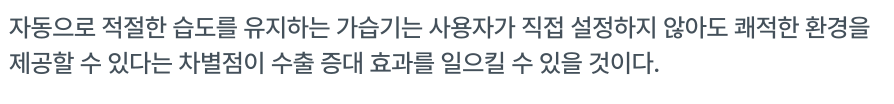 자동으로 적절한 습도를 유지하는 가습기는 사용자가 직접 설정하지 않아도 쾌적한 환경을
제공할 수 있다는 차별점이 수출 증대 효과를 일으킬 수 있을 것이다.